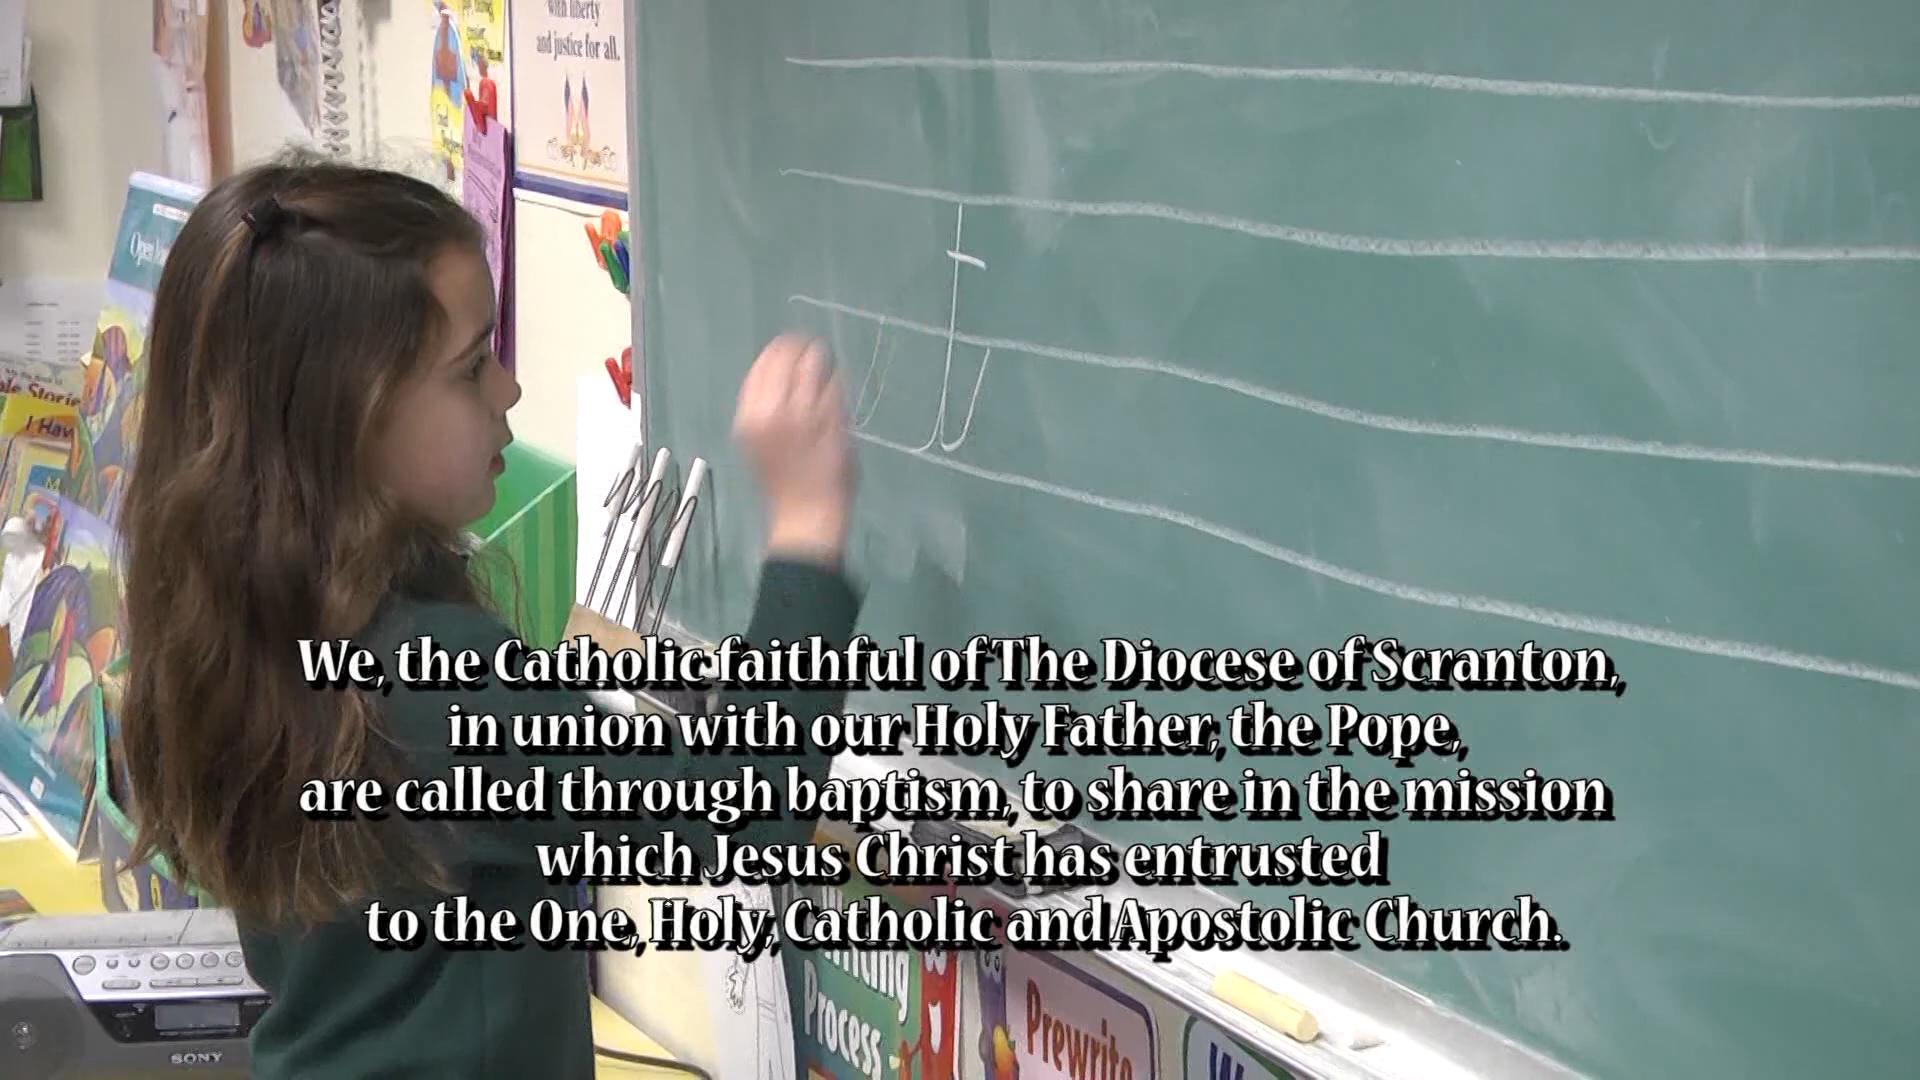 with liberty
and justice for all.
We, the Catholic faithful of The Diocese of Scranton,
in union with our Holy Father, the Pope,
are called through baptism, to share in the mission
which Jesus Christ has entrusted
to the One, Holy, Catholic and Apostolic Church.
Process
Prewrite
SONY
I Hav